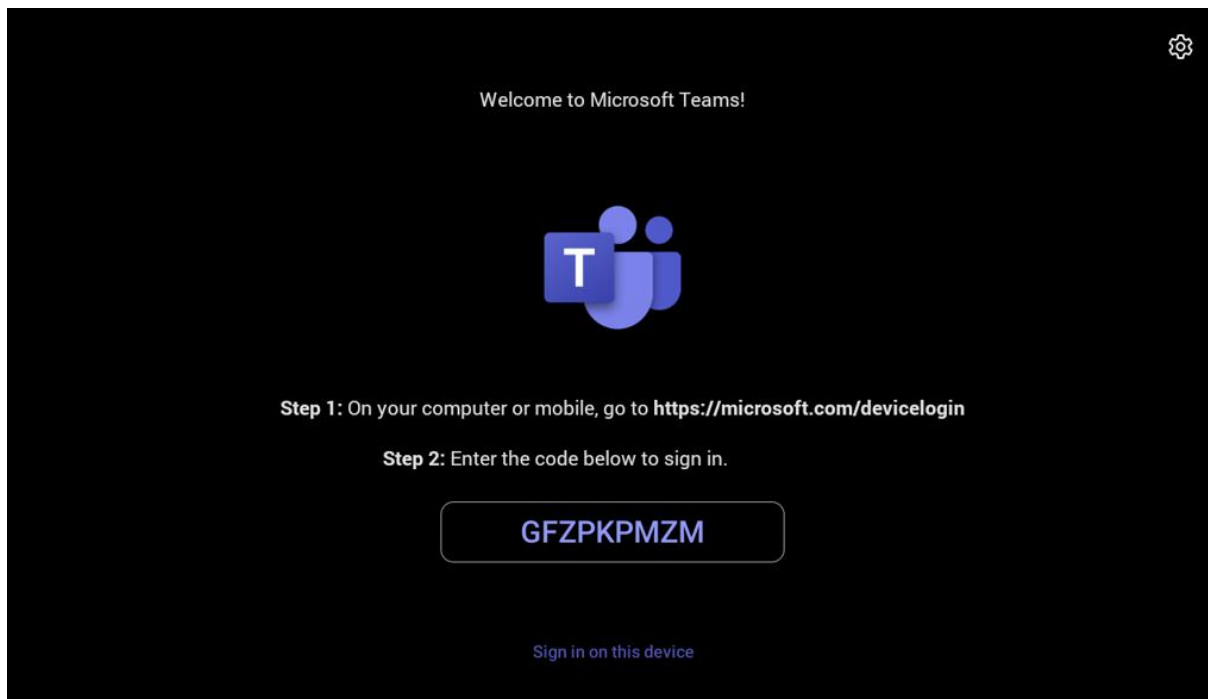 Welcome to Microsoft Teams!
T
Step 1: On your computer or mobile, go to https://microsoft.com/devicelogin
Step 2: Enter the code below to sign in.
GFZPKPMZM
Sign in on this device